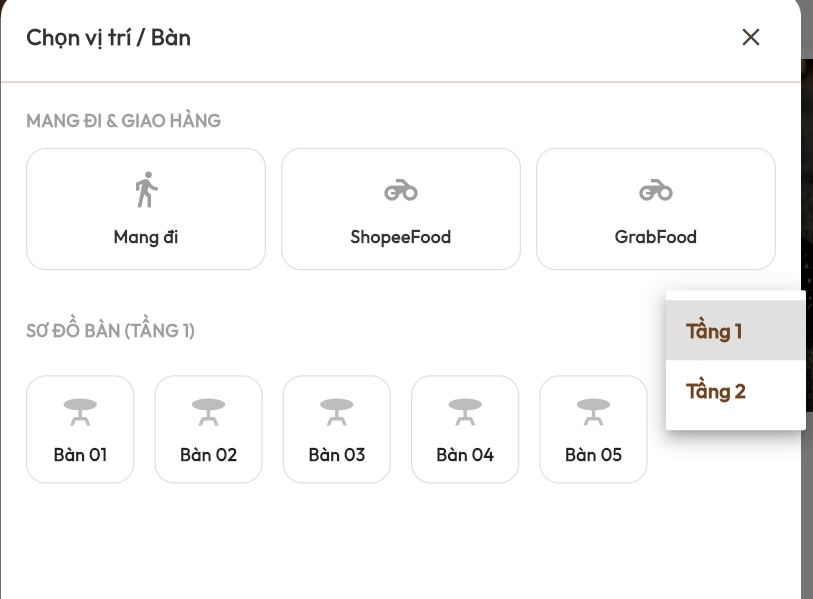 Chọn vị trí / Bàn
MANG ĐI & GIAO HÀNG
Mang đi
ShopeeFood
GrabFood
SƠ ĐỒ BÀN (TẦNG 1)
Tầng 1
Tầng 2
Bàn 01
Bàn 02
Bàn 03
Bàn 04
Bàn 05